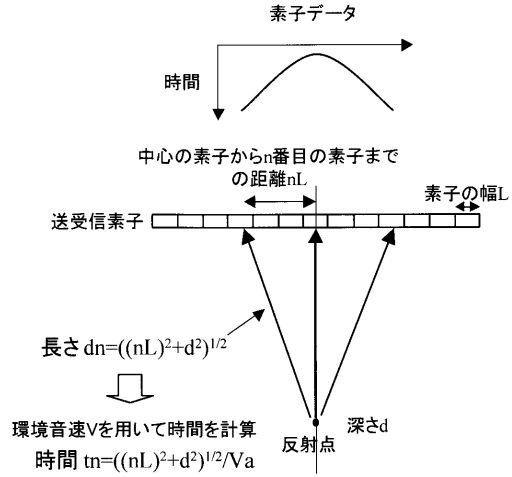 素子データ
時間
中心の素子からn番目の素子まで
の距離nL
素子の幅L
送受信素子
長さdn=((nL)²+d²)¹/²
環境音速Vを用いて時間を計算
時間 tn=((nL)²+d²)¹/²/Va
深さd
反射点